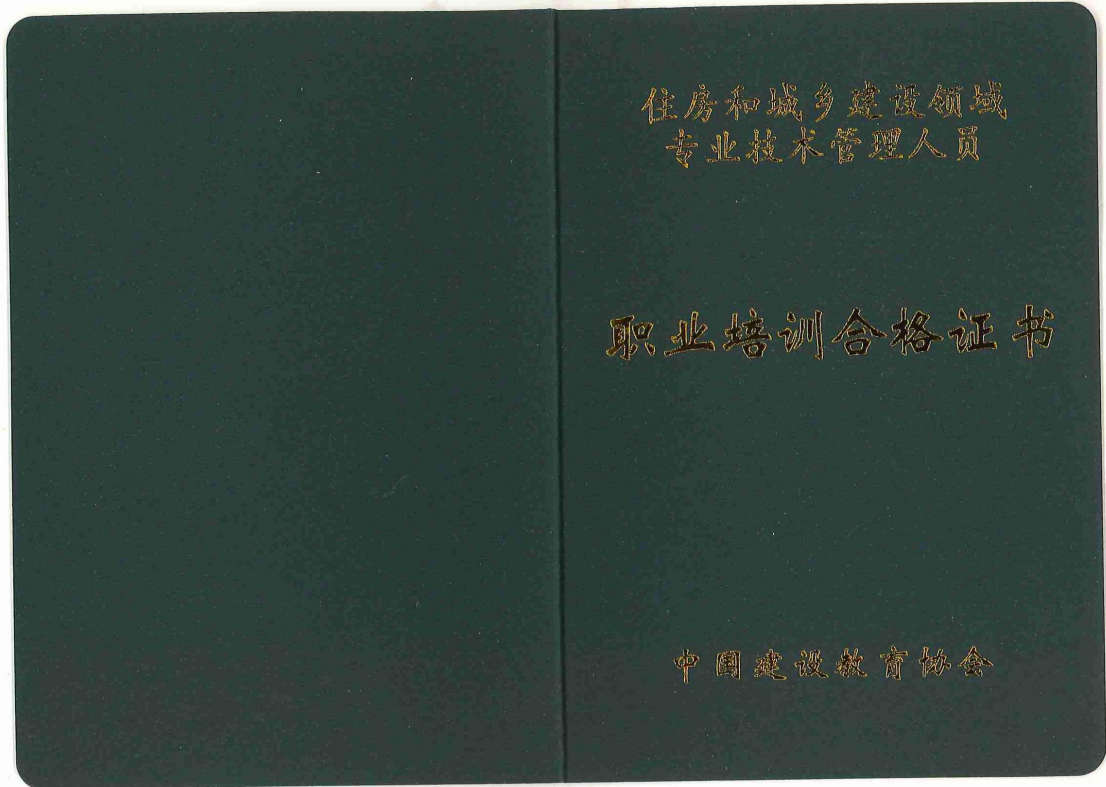 住房和城乡建设领域
专业技术管理人员
职业培训合格证书
中国建设教育协会